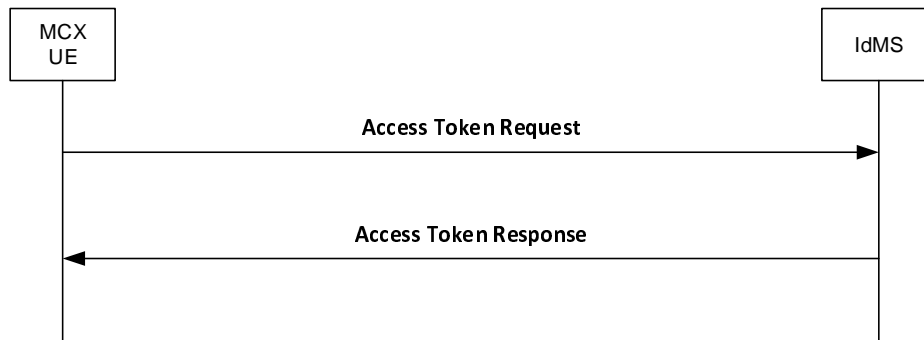 MCX
UE
IdMS
Access Token Request
Access Token Response